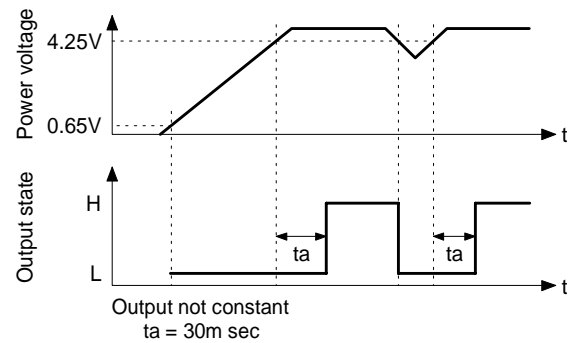 Power voltage
4.25V
0.65V
t
Output state
H
L
ta
ta
t
Output not constant
ta = 30m sec